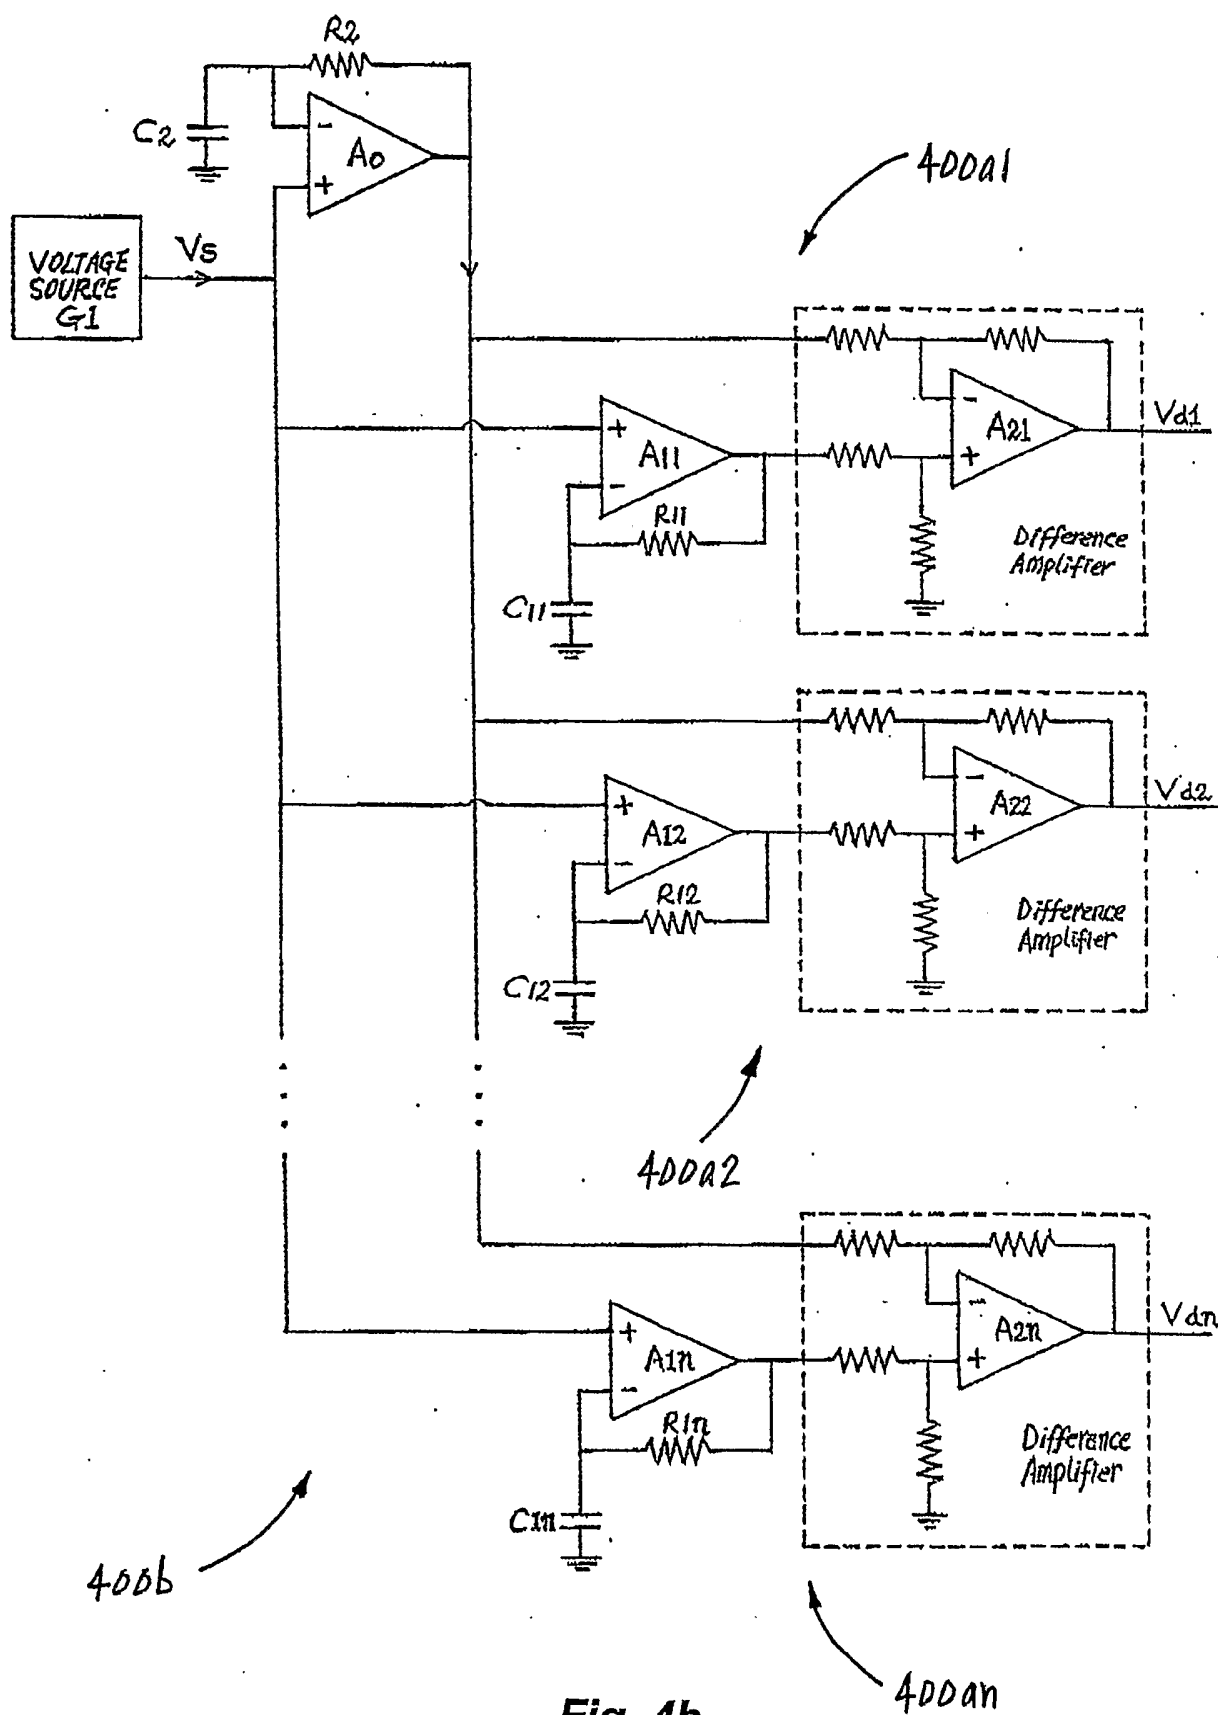 R2
C2
-
A0
+
400a1
VOLTAGE
SOURCE
G1
Vs
+
A11
-
R11
C11
-
A21
+
Vd1
Difference
Amplifier
+
A12
-
R12
C12
-
A22
+
Vd2
Difference
Amplifier
400a2
+
A1n
-
R1n
C1n
-
A2n
+
Vdn
Difference
Amplifier
400b
400an
Fig. 4b